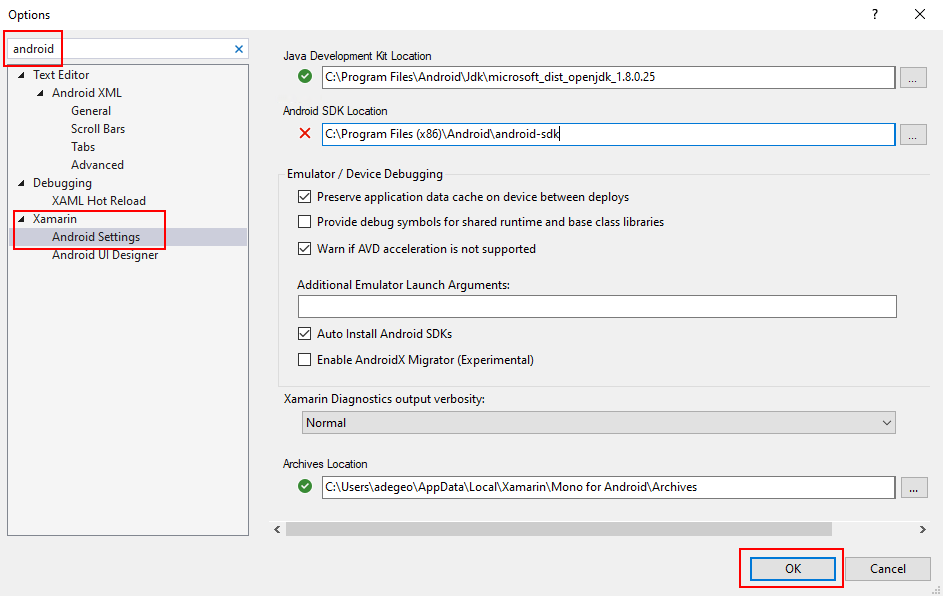 Options
?
android
Text Editor
Android XML
General
Scroll Bars
Tabs
Advanced
Debugging
XAML Hot Reload
Xamarin
Android Settings
Android UI Designer
Java Development Kit Location
C:\Program Files\Android\Jdk\microsoft_dist_openjdk_1.8.0.25
...
Android SDK Location
C:\Program Files (x86)\Android\android-sdk
...
Emulator / Device Debugging
Preserve application data cache on device between deploys
Provide debug symbols for shared runtime and base class libraries
Warn if AVD acceleration is not supported
Additional Emulator Launch Arguments:
Auto Install Android SDKs
Enable AndroidX Migrator (Experimental)
Xamarin Diagnostics output verbosity:
Normal
Archives Location
C:\Users\adegeo\AppData\Local\Xamarin\Mono for Android\Archives
...
OK
Cancel